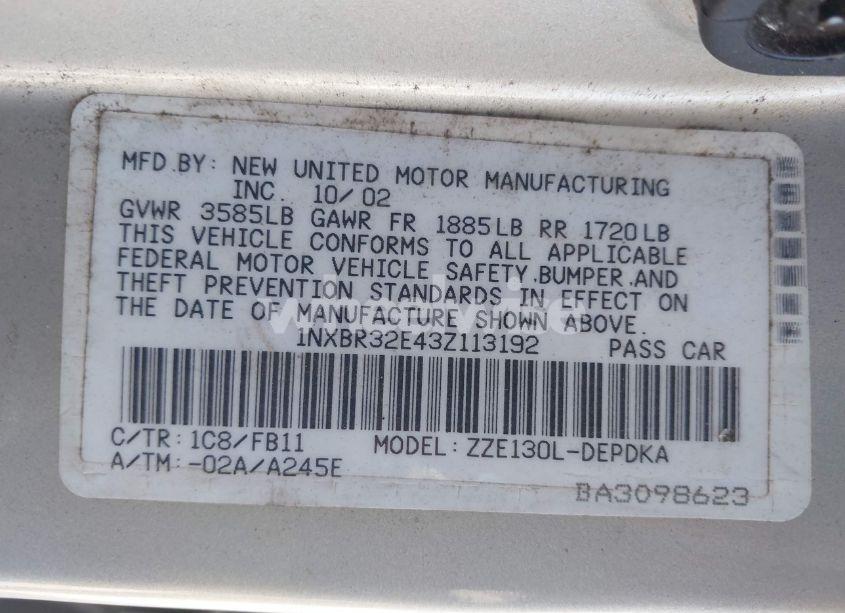 MFD.BY: NEW UNITED MOTOR MANUFACTURING
INC. 10/02
GVWR 3585LB GAWR FR 1885LB RR 1720LB
THIS VEHICLE CONFORMS TO ALL APPLICABLE
FEDERAL MOTOR VEHICLE SAFETY,BUMPER,AND
THEFT PREVENTION STANDARDS IN EFFECT ON
THE DATE OF MANUFACTURE SHOWN ABOVE.
1NXBR32E43Z113192 PASS CAR
C/TR:1C8/FB11 MODEL:ZZE130L-DEPDKA
A/TM:-02A/A245E
BA3098623